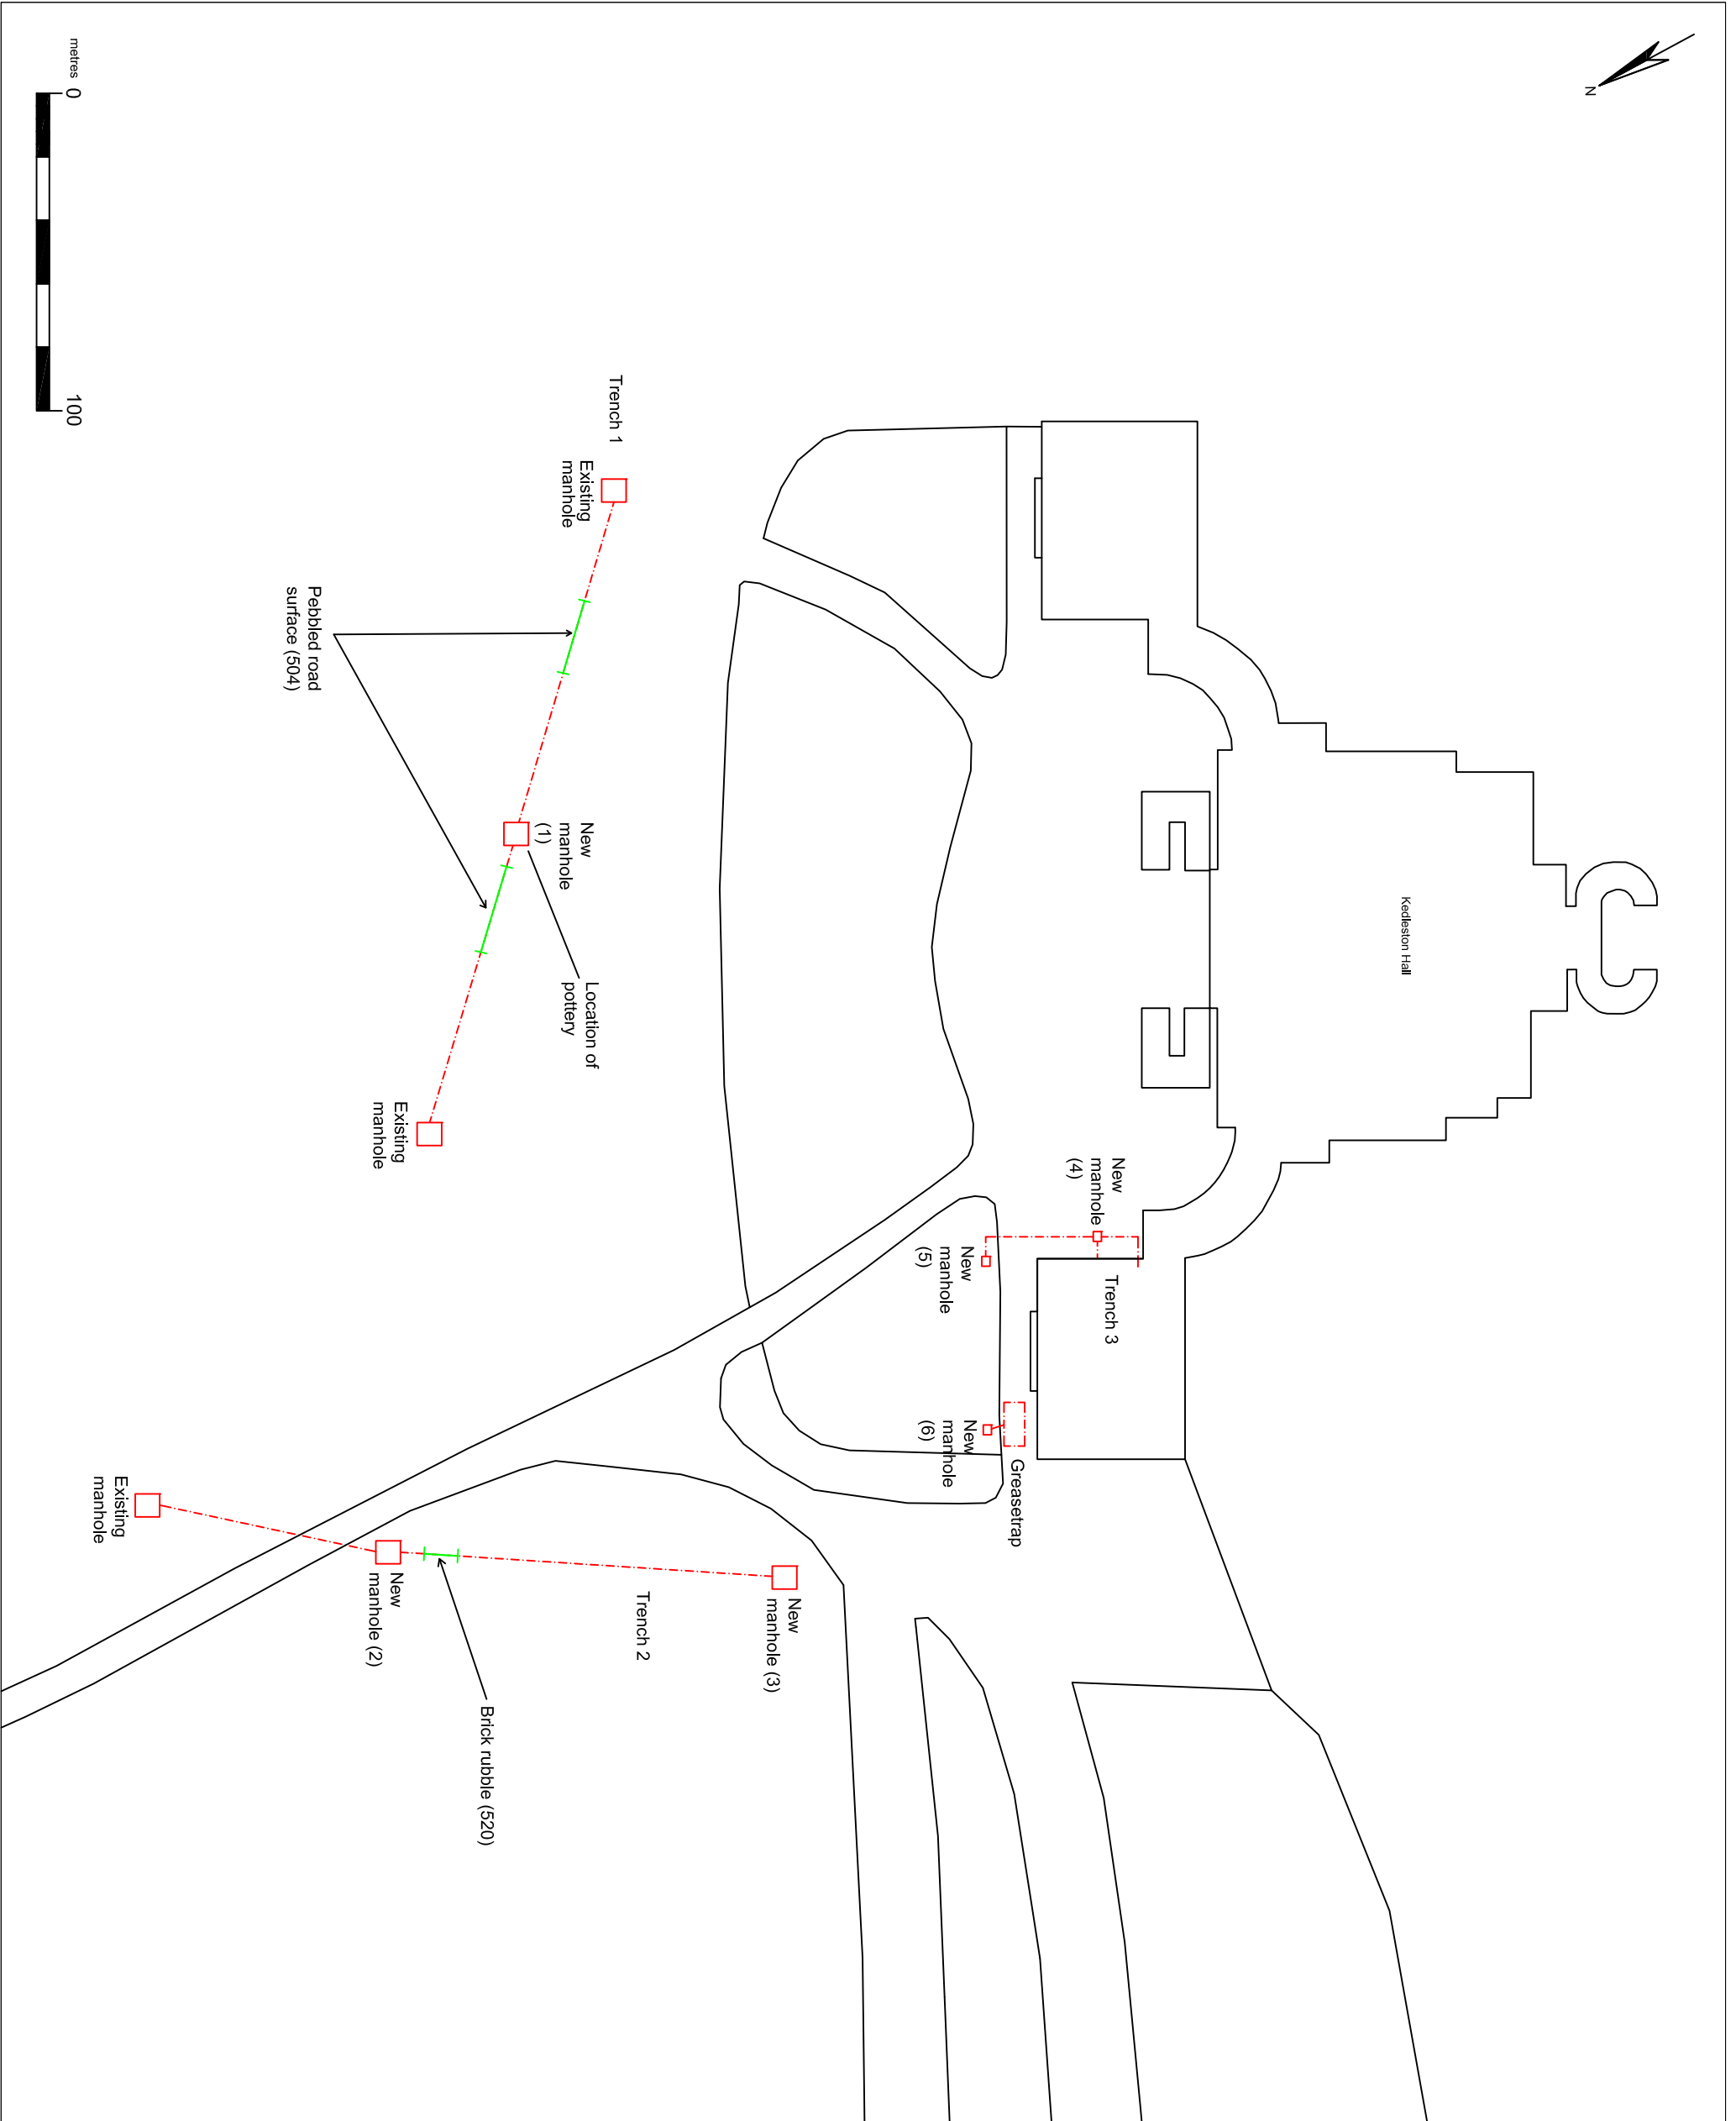 N
metres
0
100
Trench 1
Existing
manhole
Pebbled road
surface (504)
New
manhole
(1)
Location of
pottery
Existing
manhole
Kedleston Hall
New
manhole
(4)
New
manhole
(5)
Trench 3
New
manhole
(6)
Greasetrap
Existing
manhole
New
manhole (2)
Trench 2
New
manhole (3)
Brick rubble (520)